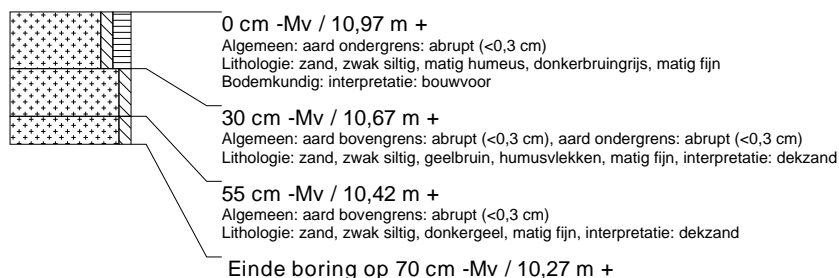 0 cm -Mv / 10,97 m +
Algemeen: aard ondergrens: abrupt (<0,3 cm)
Lithologie: zand, zwak siltig, matig humeus, donkerbruingrijs, matig fijn
Bodemkundig: interpretatie: bouwvoor
30 cm -Mv / 10,67 m +
Algemeen: aard bovengrens: abrupt (<0,3 cm), aard ondergrens: abrupt (<0,3 cm)
Lithologie: zand, zwak siltig, geelbruin, humusvlekken, matig fijn, interpretatie: dekzand
55 cm -Mv / 10,42 m +
Algemeen: aard bovengrens: abrupt (<0,3 cm)
Lithologie: zand, zwak siltig, donkergeel, matig fijn, interpretatie: dekzand
Einde boring op 70 cm -Mv / 10,27 m +